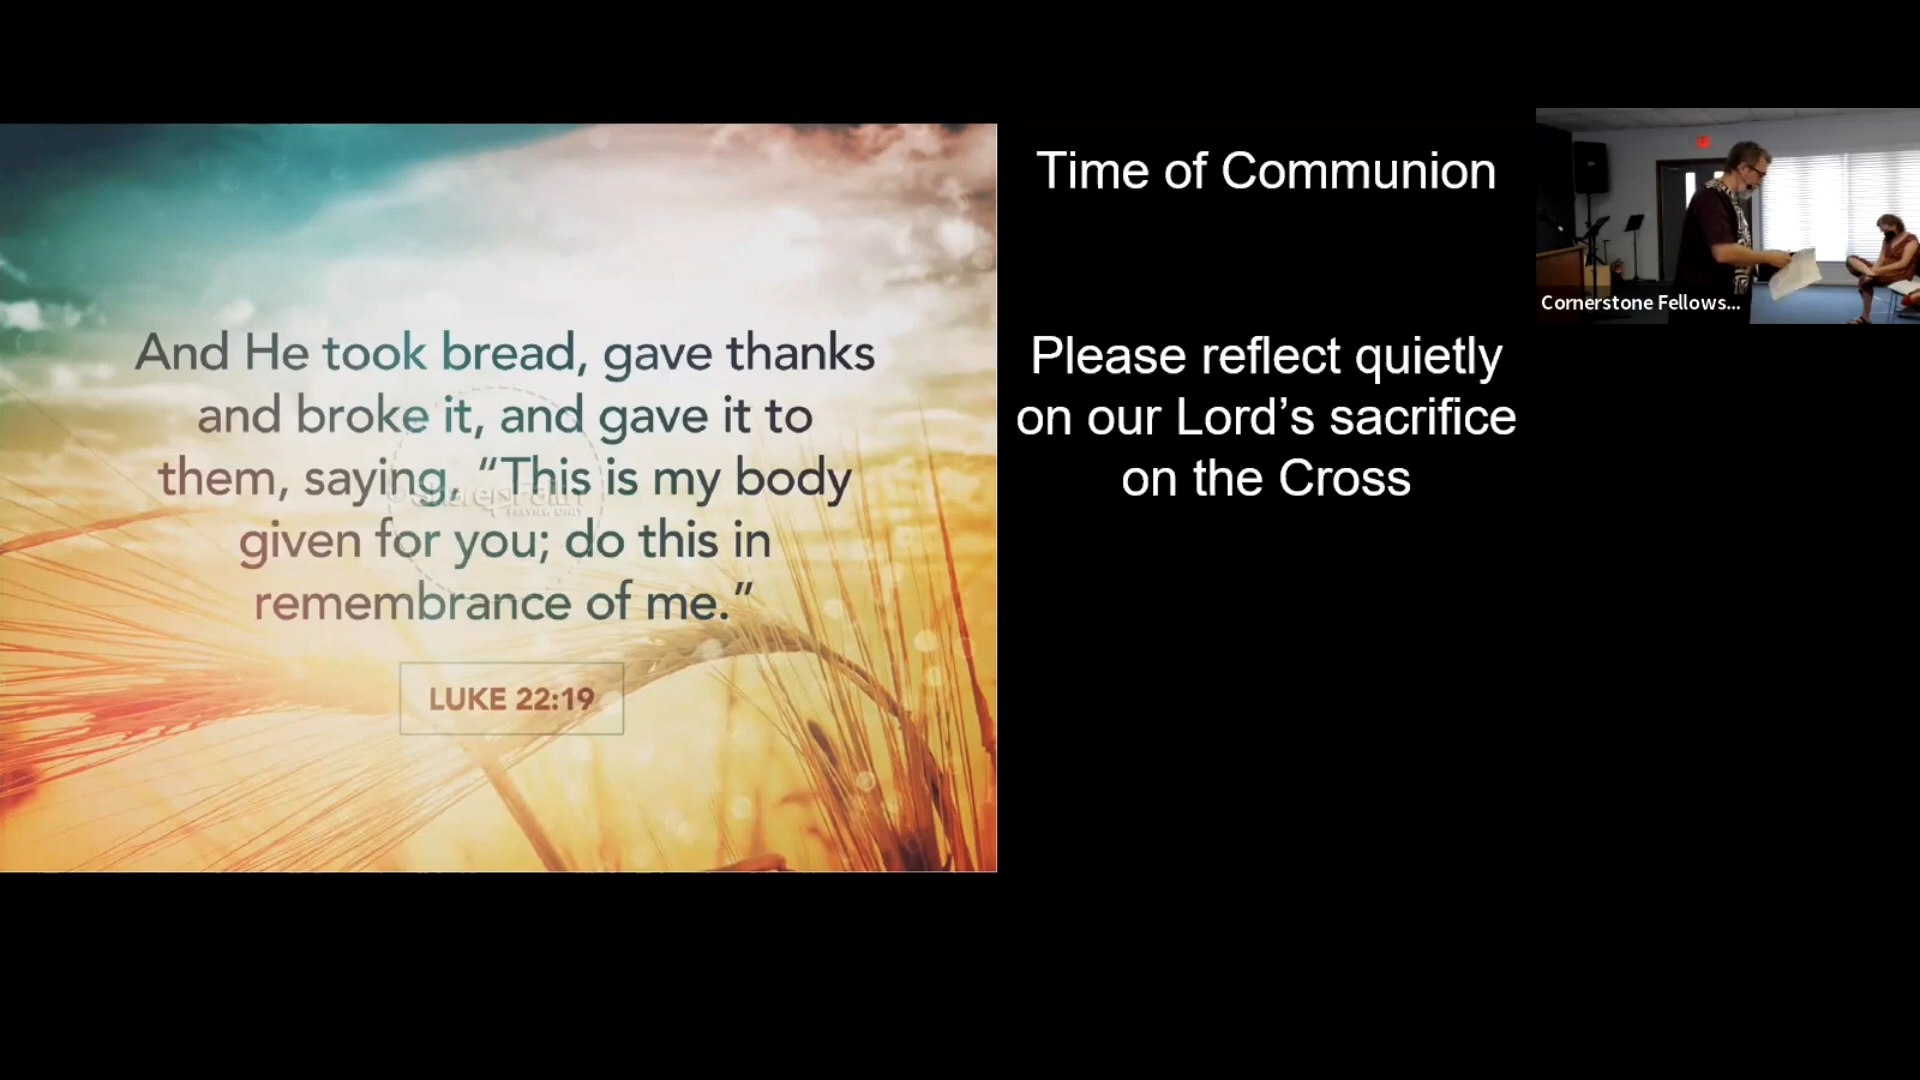 And He took bread, gave thanks
and broke it, and gave it to
them, saying, “This is my body
given for you; do this in
remembrance of me.”
LUKE 22:19
PREVIEW ONLY
Time of Communion
Please reflect quietly
on our Lord’s sacrifice
on the Cross
Cornerstone Fellows...